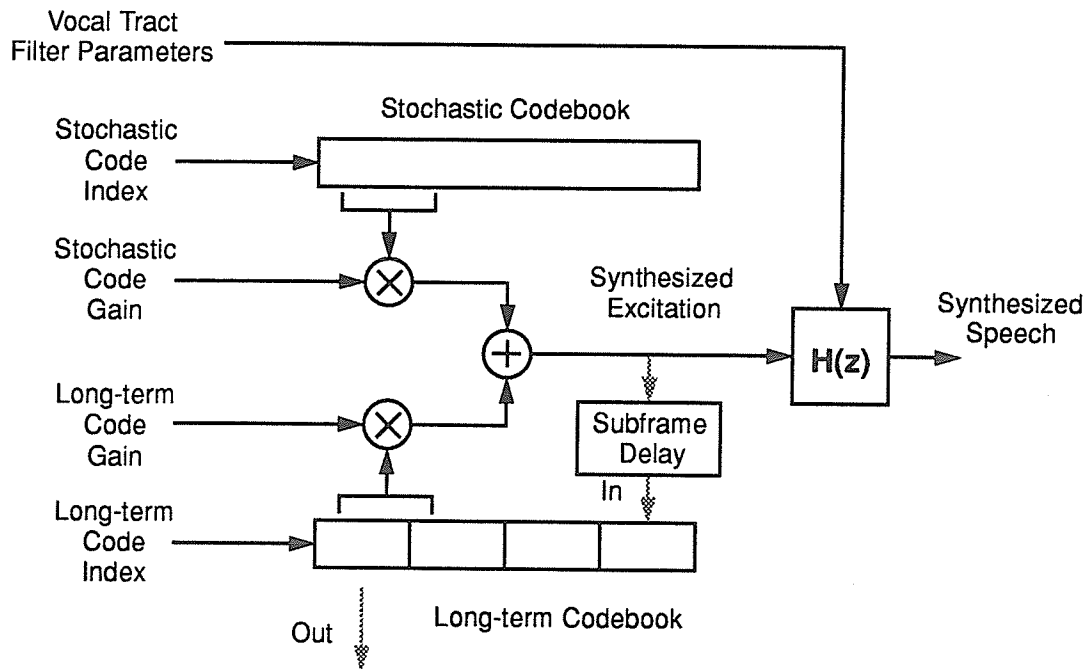 Vocal Tract
Filter Parameters
Stochastic Codebook
Stochastic
Code
Index
Stochastic
Code
Gain
Synthesized
Excitation
Synthesized
Speech
H(z)
Long-term
Code
Gain
Subframe
Delay
In
Long-term
Code
Index
Long-term Codebook
Out